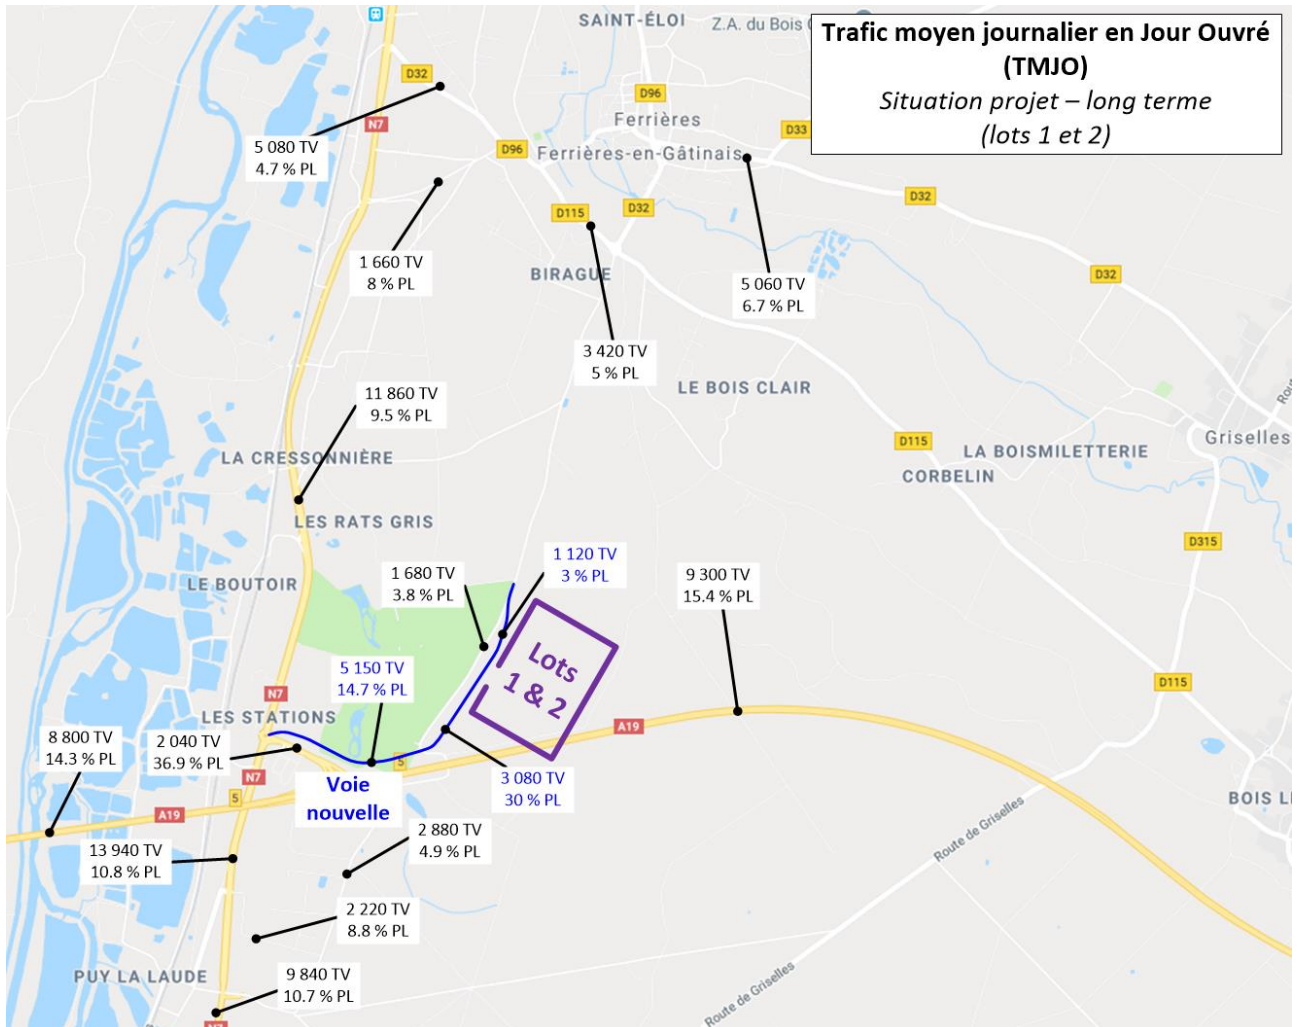 SAINT-ÉLOI
Z.A. du Bois
Trafic moyen journalier en Jour Ouvré
(TMJO)
Situation projet – long terme
(lots 1 et 2)
D32
D96
Ferrières
N7
D33
5 080 TV
4.7 % PL
D96
Ferrières-en-Gâtinais
D32
D115
D32
1 660 TV
8 % PL
BIRAGUE
D32
5 060 TV
6.7 % PL
3 420 TV
5 % PL
LE BOIS CLAIR
11 860 TV
9.5 % PL
Griselles
D115
LA BOISMILETTERIE
LA CRESSONNIÈRE
CORBELIN
LES RATS GRIS
D315
1 120 TV
3 % PL
LE BOUTOIR
1 680 TV
3.8 % PL
9 300 TV
15.4 % PL
Lots
1 & 2
5 150 TV
14.7 % PL
D115
N7
LES STATIONS
A19
8 800 TV
14.3 % PL
2 040 TV
36.9 % PL
5
N7
Voie
nouvelle
3 080 TV
30 % PL
5
A19
BOIS L
Route de Griselles
2 880 TV
4.9 % PL
13 940 TV
10.8 % PL
2 220 TV
8.8 % PL
PUY LA LAUDE
9 840 TV
10.7 % PL
Route de Griselles
N7